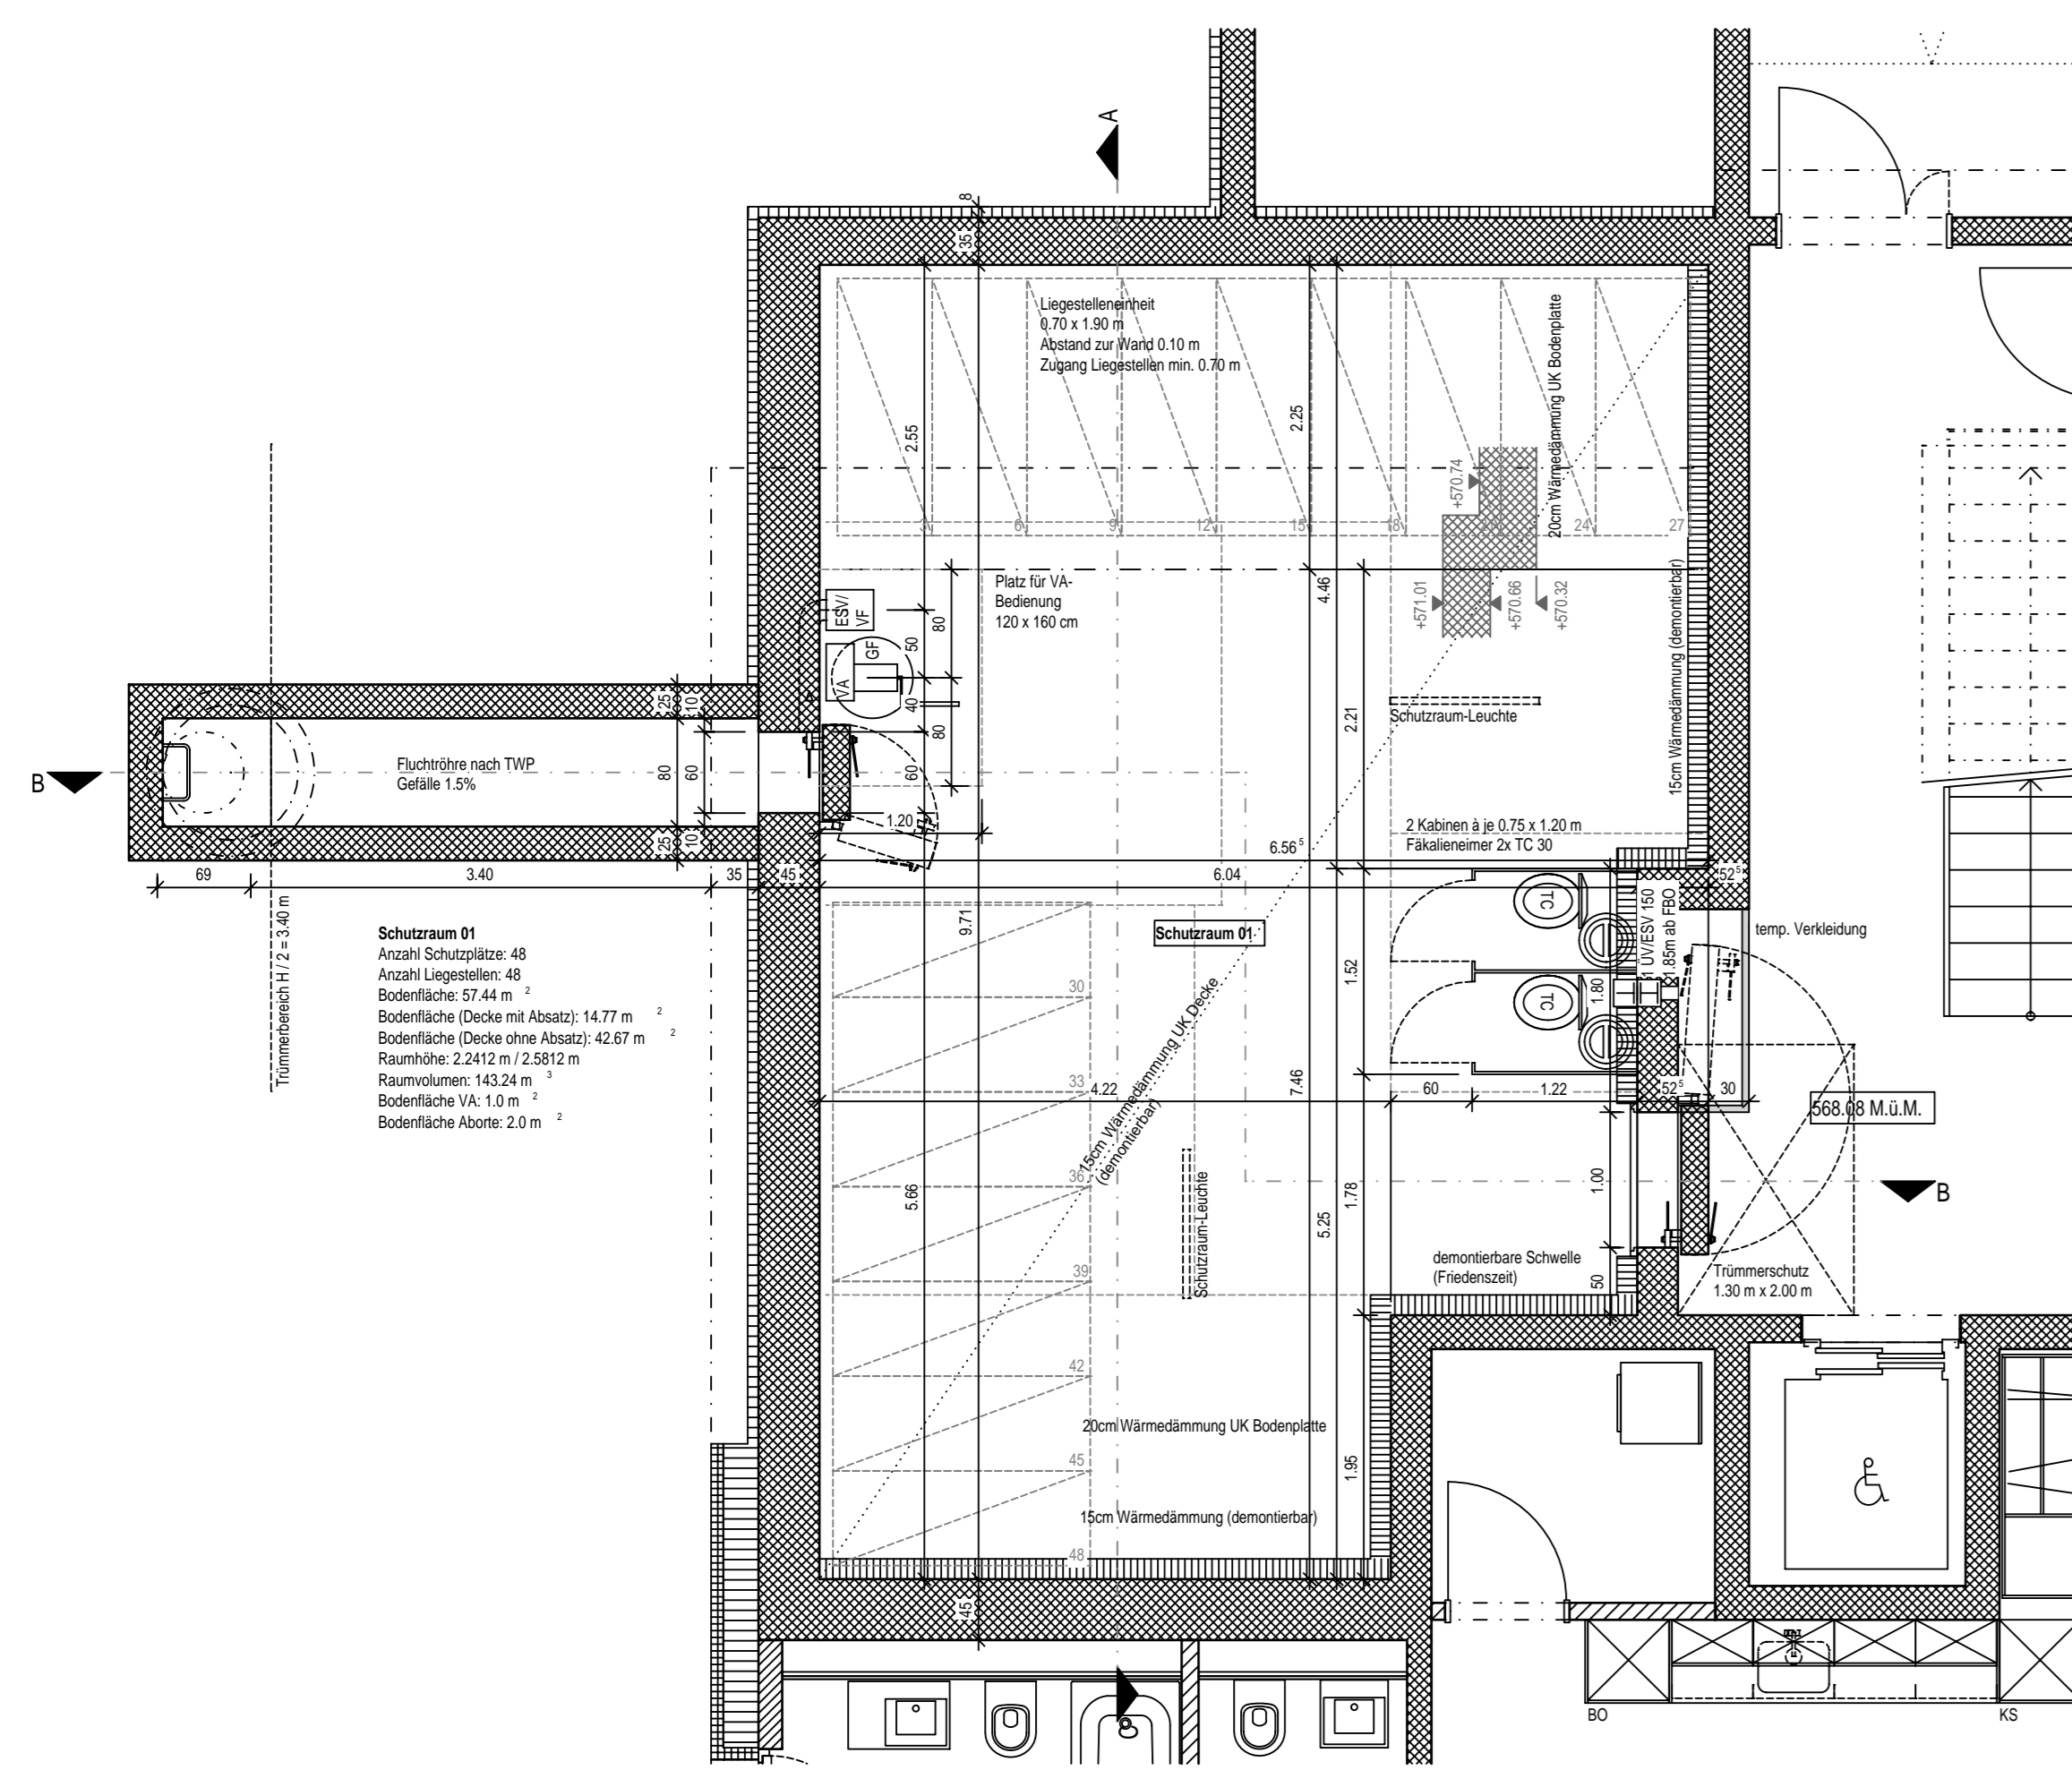 A
8
35
Liegestelleneinheit
0.70 x 1.90 m
Abstand zur Wand 0.10 m
Zugang Liegestellen min. 0.70 m
20cm Wärmedämmung UK Bodenplatte
2.55
2.25
+570.74
3
6
9
12
15
18
24
27
Platz für VA-
Bedienung
120 x 160 cm
ESV/
VF
GF
VA
80
50
40
80
60
4.46
+571.01
+570.66
+570.32
15cm Wärmedämmung (demontierbar)
2.21
Schutzraum-Leuchte
25
10
B
Fluchtröhre nach TWP
Gefälle 1.5%
80
60
25
10
1.20
2 Kabinen à je 0.75 x 1.20 m
Fäkalieneimer 2x TC 30
6.56 5
69
3.40
35
45
6.04
52 5
Trümmerbereich H / 2 = 3.40 m
Schutzraum 01
Anzahl Schutzplätze: 48
Anzahl Liegestellen: 48
Bodenfläche: 57.44 m 2
Bodenfläche (Decke mit Absatz): 14.77 m 2
Bodenfläche (Decke ohne Absatz): 42.67 m 2
Raumhöhe: 2.2412 m / 2.5812 m
Raumvolumen: 143.24 m 3
Bodenfläche VA: 1.0 m 2
Bodenfläche Aborte: 2.0 m 2
9.71
Schutzraum 01
TC
TC
1 UV/ESV 150
1.85m ab FBO
temp. Verkleidung
30
1.52
1.80
15cm Wärmedämmung UK Decke
(demontierbar)
33
4.22
7.46
60
1.22
52 5
30
568.08 M.ü.M.
36
5.66
Schutzraum-Leuchte
5.25
1.78
1.00
B
39
demontierbare Schwelle
(Friedenszeit)
50
Trümmerschutz
1.30 m x 2.00 m
42
20cm Wärmedämmung UK Bodenplatte
45
1.95
15cm Wärmedämmung (demontierbar)
48
45
BO
KS